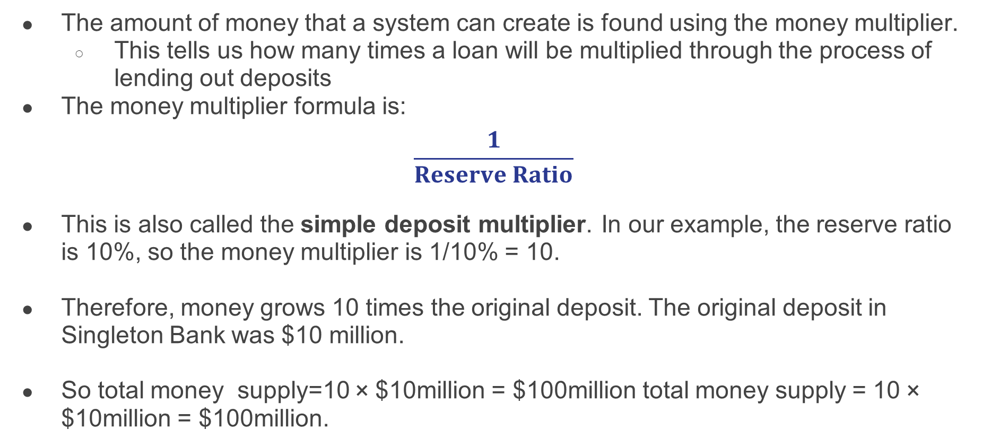 ● The amount of money that a system can create is found using the money multiplier.
○ This tells us how many times a loan will be multiplied through the process of
lending out deposits
● The money multiplier formula is:
1
Reserve Ratio
● This is also called the simple deposit multiplier. In our example, the reserve ratio
is 10%, so the money multiplier is 1/10% = 10.
● Therefore, money grows 10 times the original deposit. The original deposit in
Singleton Bank was $10 million.
● So total money  supply=10 × $10million = $100million total money supply = 10 ×
$10million = $100million.